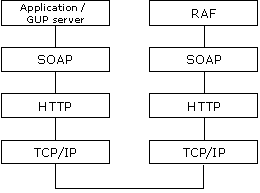 Application /
GUP server
RAF
SOAP
SOAP
HTTP
HTTP
TCP/IP
TCP/IP